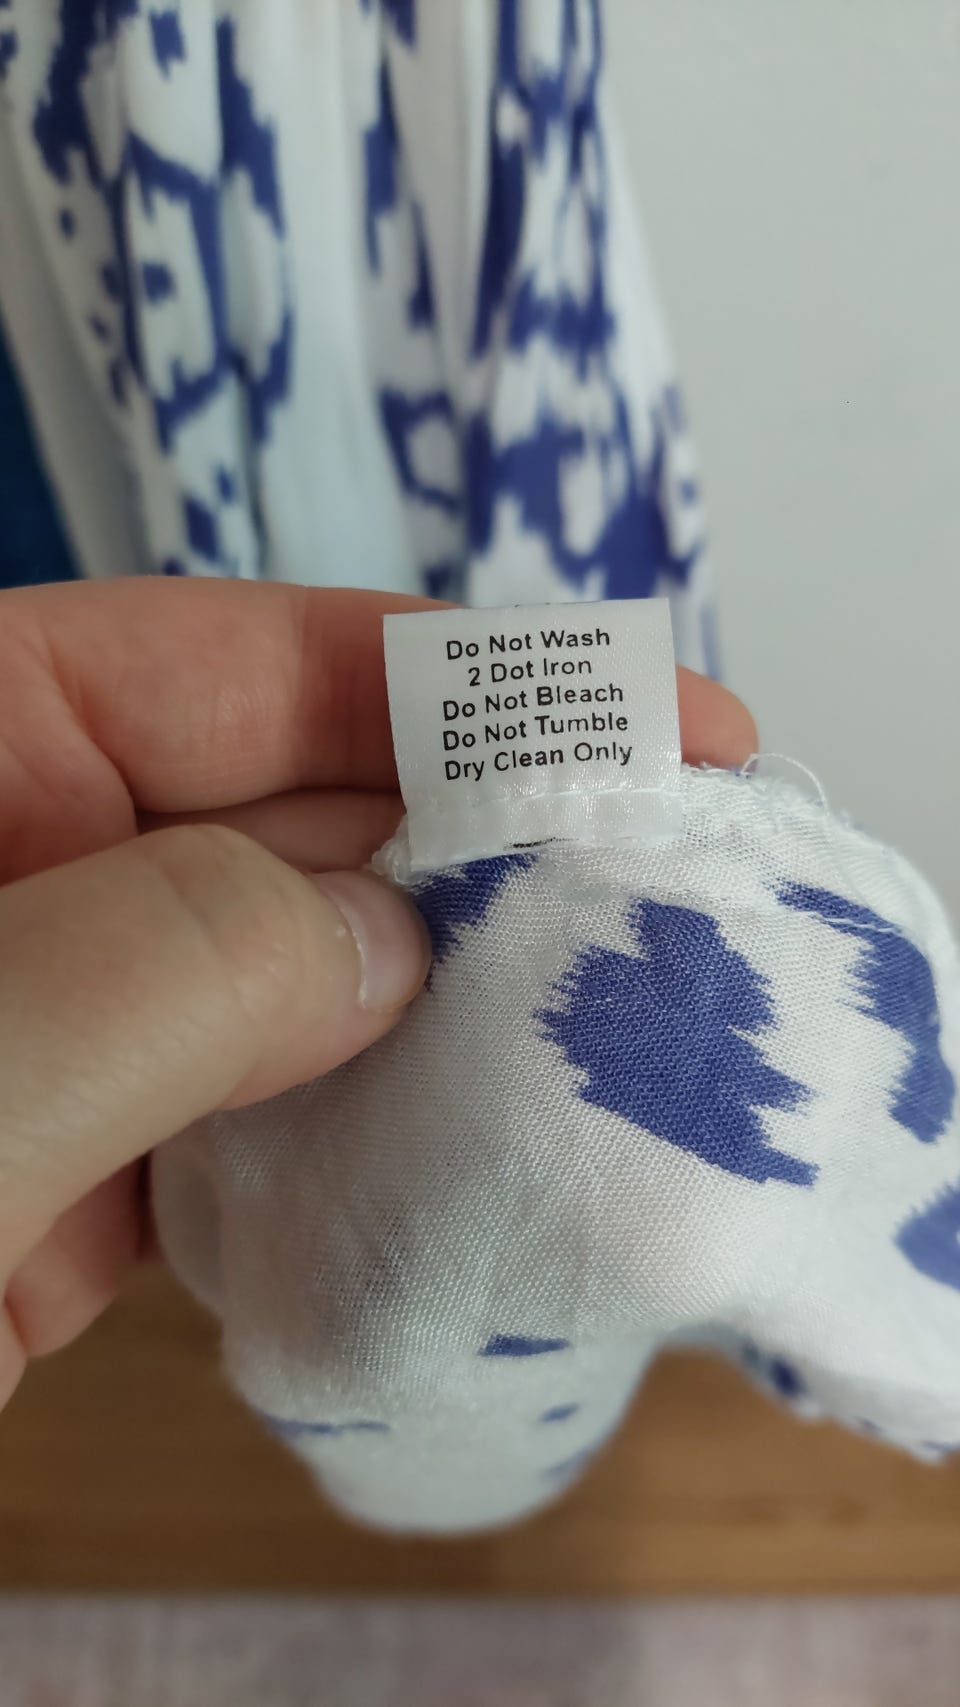 Do Not Wash
2 Dot Iron
Do Not Bleach
Do Not Tumble
Dry Clean Only